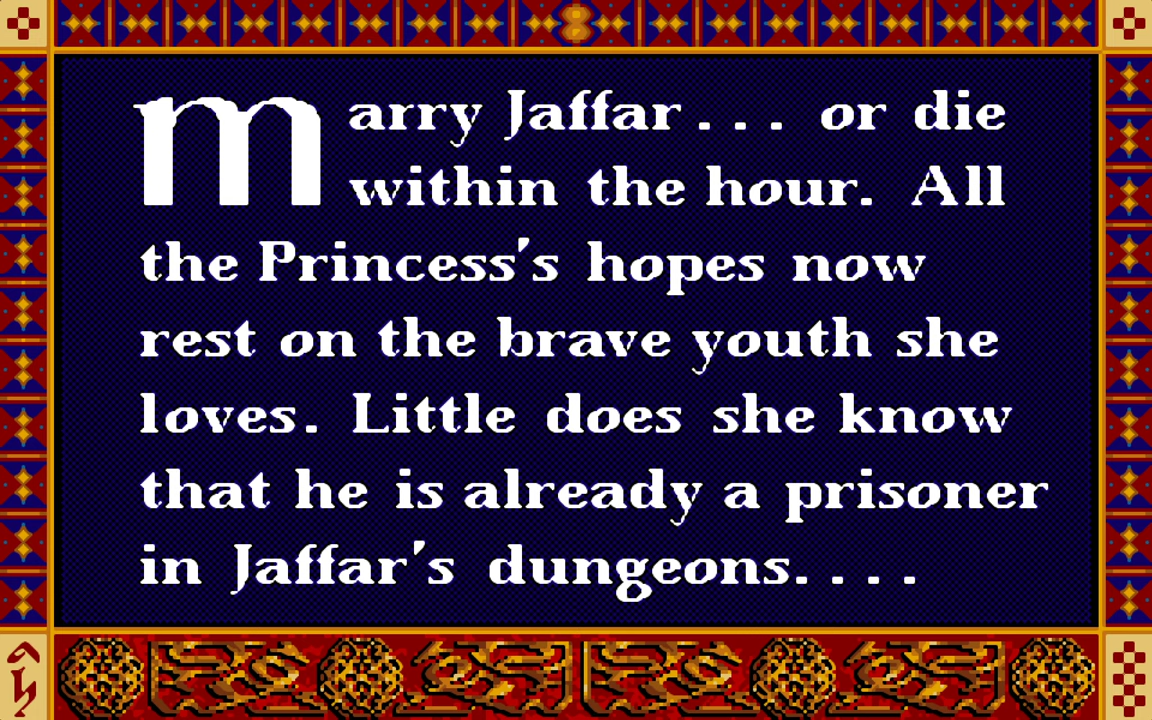 Marry Jaffar... or die
within the hour. All
the Princess's hopes now
rest on the brave youth she
loves. Little does she know
that he is already a prisoner
in Jaffar's dungeons....